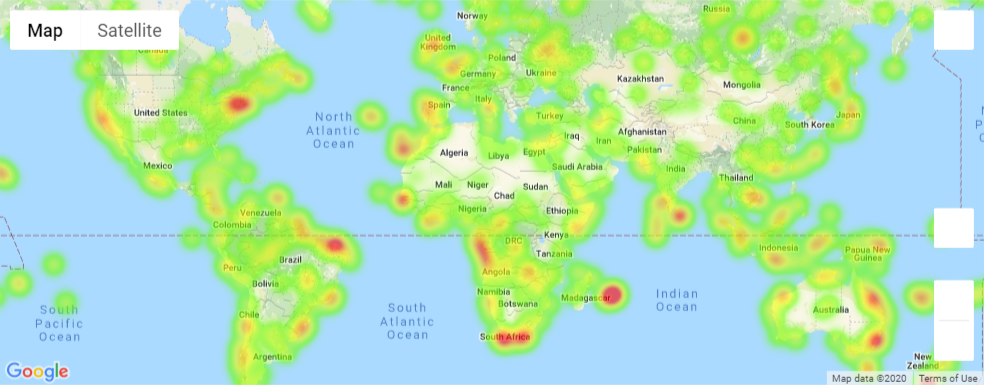 Norway
Russia
Map
Satellite
Canada
United
Kingdom
Poland
Germany
Ukraine
Kazakhstan
Mongolia
France
United States
Spain
Italy
Turkey
China
South Korea
Japan
North
Atlantic
Ocean
Algeria
Libya
Egypt
Iraq
Iran
Afghanistan
Pakistan
Mexico
Saudi Arabia
India
Thailand
Mali
Niger
Chad
Sudan
Venezuela
Colombia
Nigeria
Ethiopia
DRC
Kenya
Tanzania
Indonesia
Papua New
Guinea
Peru
Brazil
Bolivia
Angola
Namibia
Botswana
Madagascar
Indian
Ocean
South
Pacific
Ocean
Chile
South
Atlantic
Ocean
Australia
South Africa
Argentina
New
Zealand
Google
Map data ©2020
Terms of Use